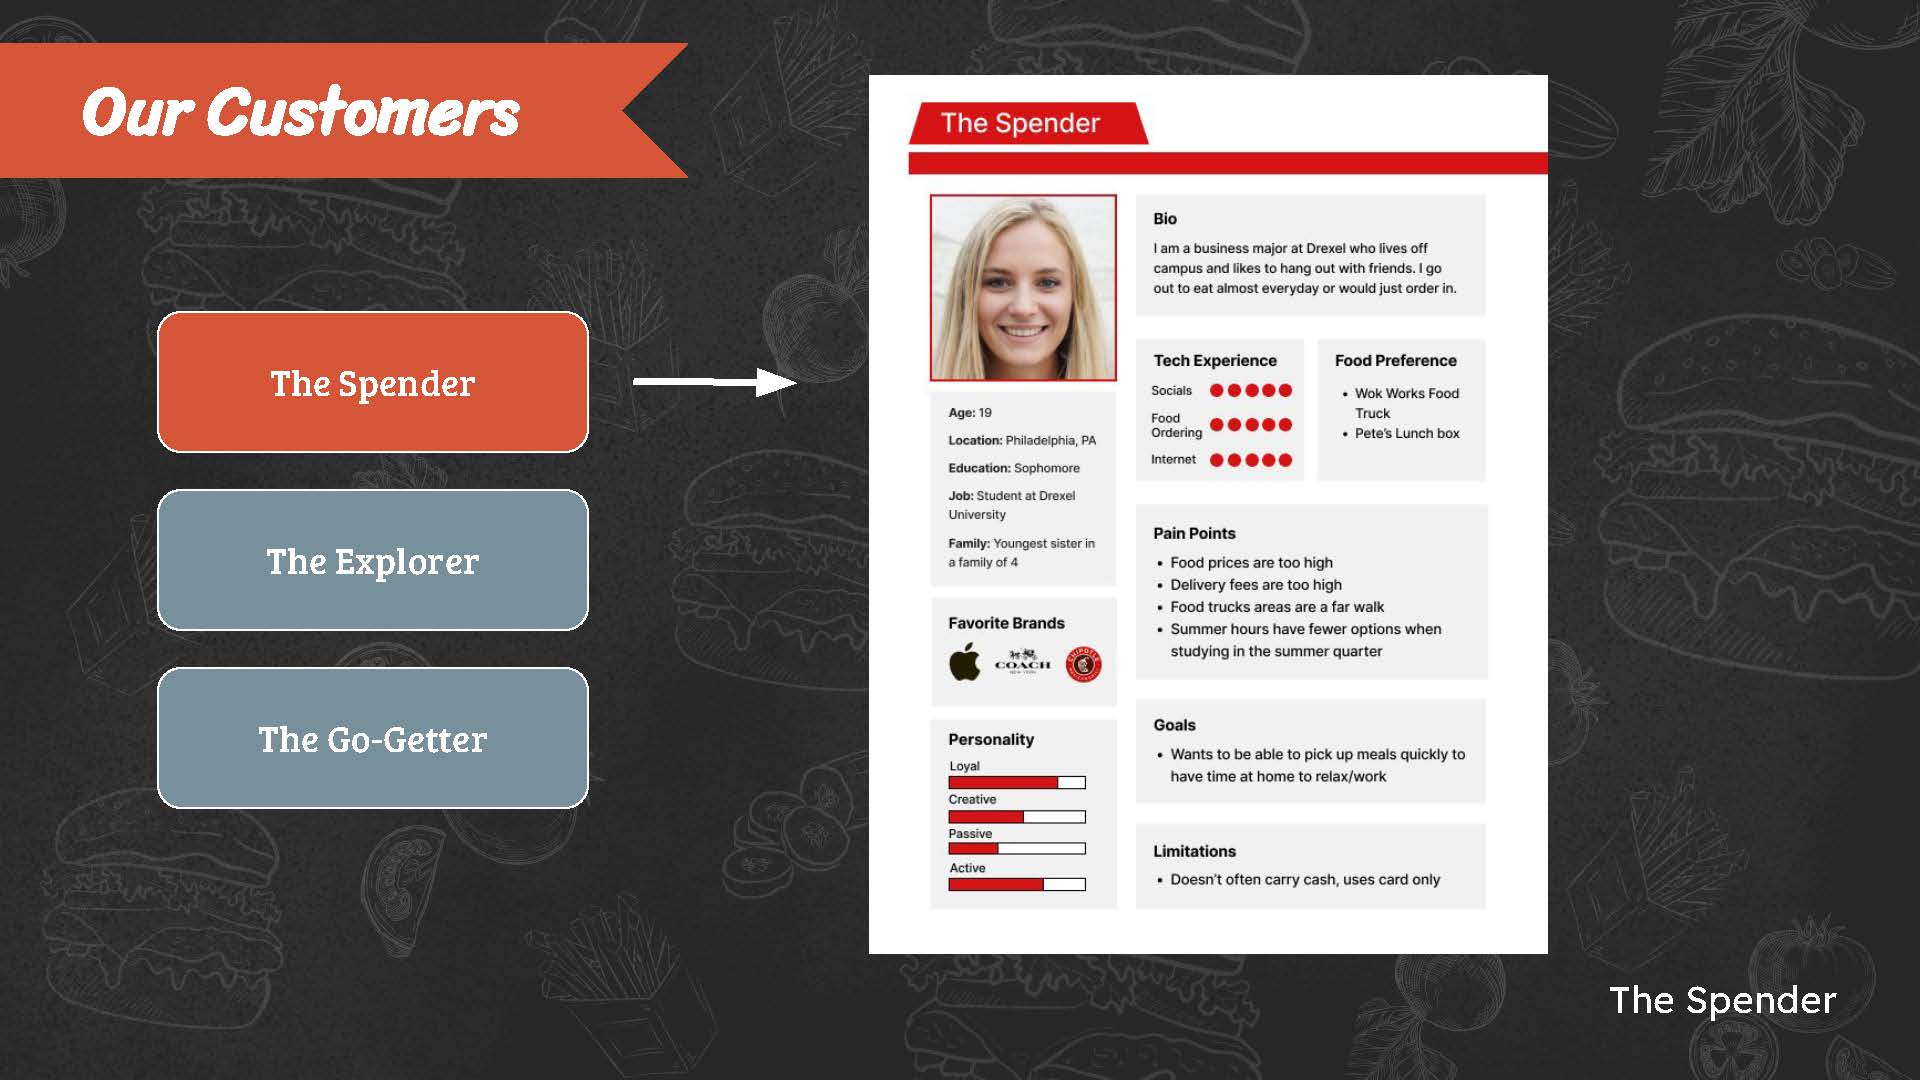 Our Customers
The Spender
The Explorer
The Go-Getter
The Spender
Bio
I am a business major at Drexel who lives off
campus and likes to hang out with friends. I go
out to eat almost everyday or would just order in.
Tech Experience
Socials
Food
Ordering
Internet
Food Preference
• Wok Works Food
Truck
• Pete's Lunch box
Age: 19
Location: Philadelphia, PA
Education: Sophomore
Job: Student at Drexel
University
Family: Youngest sister in
a family of 4
Pain Points
• Food prices are too high
• Delivery fees are too high
• Food trucks areas are a far walk
• Summer hours have fewer options when
studying in the summer quarter
Favorite Brands
COACH
NEW YORK
CHIPOTLE
Personality
Loyal
Creative
Passive
Active
Goals
• Wants to be able to pick up meals quickly to
have time at home to relax/work
Limitations
• Doesn't often carry cash, uses card only
The Spender